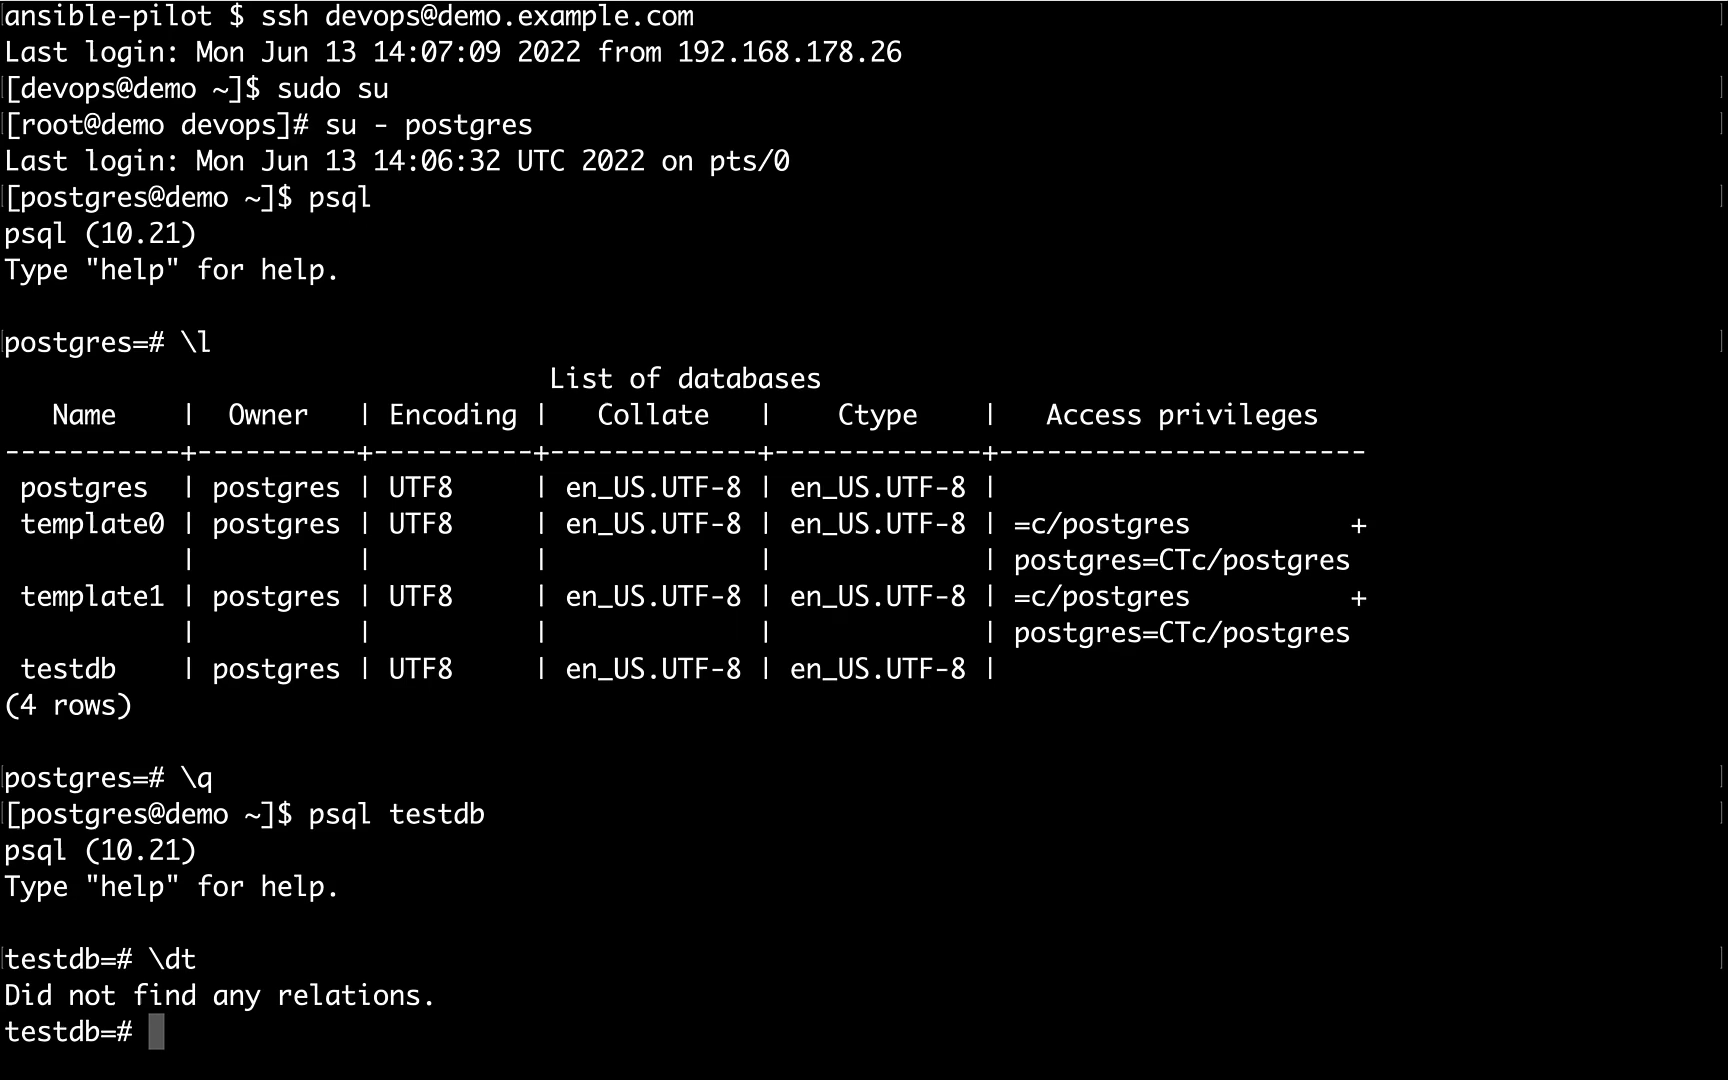 ansible-pilot $ ssh devops@demo.example.com
Last login: Mon Jun 13 14:07:09 2022 from 192.168.178.26
[devops@demo ~]$ sudo su
[root@demo devops]# su - postgres
Last login: Mon Jun 13 14:06:32 UTC 2022 on pts/0
[postgres@demo ~]$ psql
psql (10.21)
Type "help" for help.

postgres=# \l
                                  List of databases
   Name    |  Owner   | Encoding |   Collate   |    Ctype    |   Access privileges
-----------+----------+----------+-------------+-------------+-----------------------
 postgres  | postgres | UTF8     | en_US.UTF-8 | en_US.UTF-8 |
 template0 | postgres | UTF8     | en_US.UTF-8 | en_US.UTF-8 | =c/postgres          +
           |          |          |             |             | postgres=CTc/postgres
 template1 | postgres | UTF8     | en_US.UTF-8 | en_US.UTF-8 | =c/postgres          +
           |          |          |             |             | postgres=CTc/postgres
 testdb    | postgres | UTF8     | en_US.UTF-8 | en_US.UTF-8 |
(4 rows)

postgres=# \q
[postgres@demo ~]$ psql testdb
psql (10.21)
Type "help" for help.

testdb=# \dt
Did not find any relations.
testdb=#